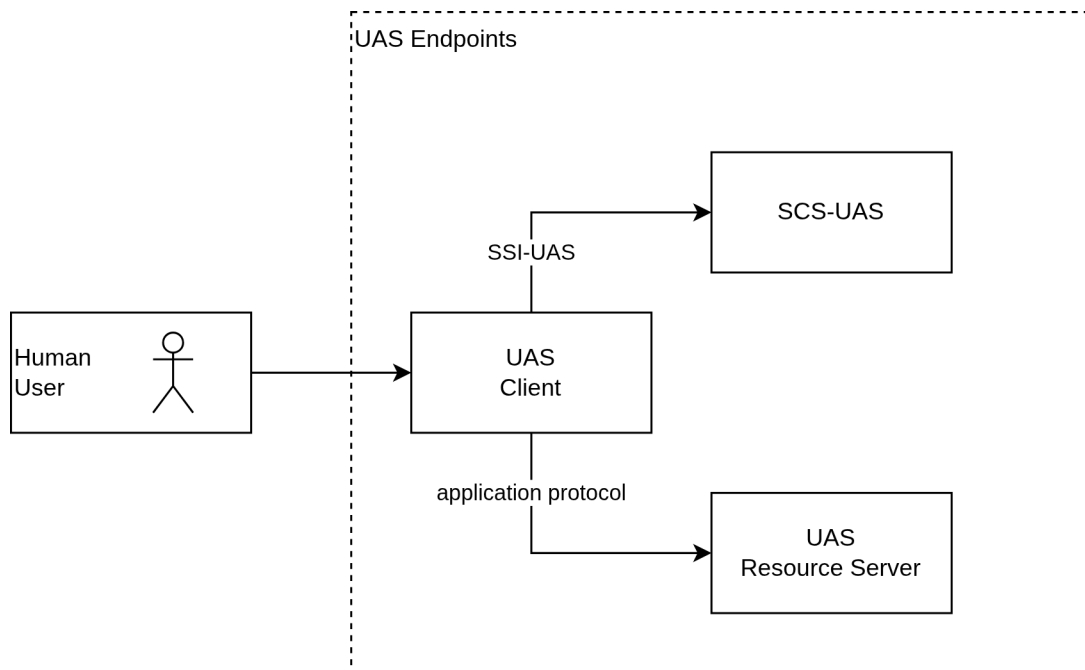 UAS Endpoints
SCS-UAS
SSI-UAS
Human
User
UAS
Client
application protocol
UAS
Resource Server